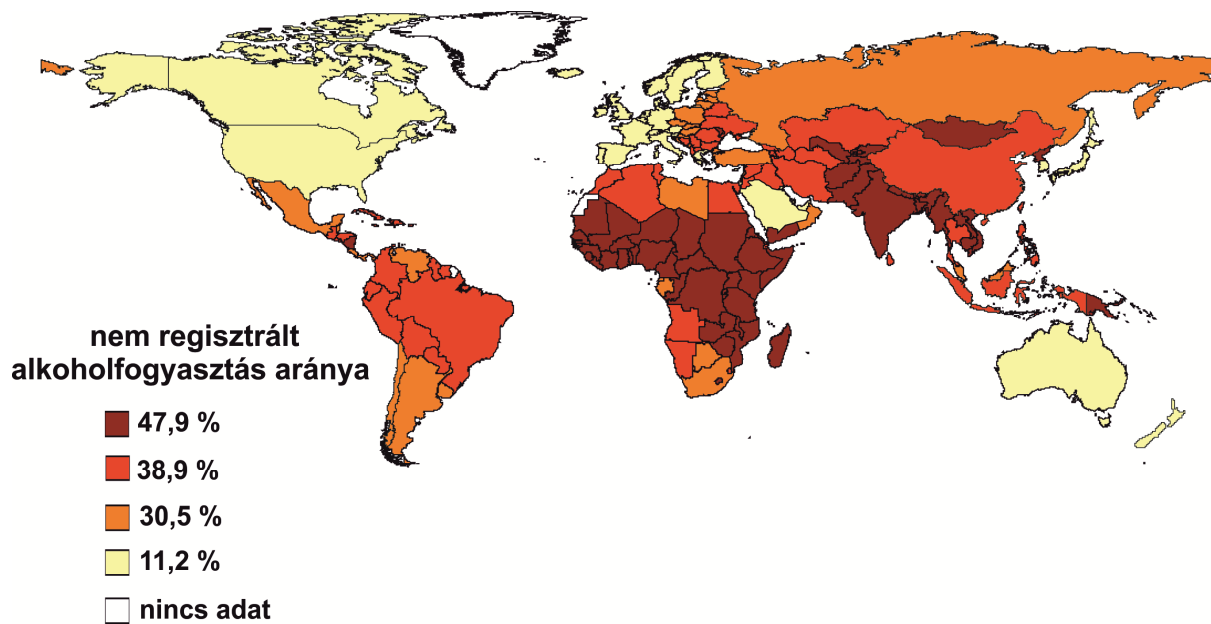 nem regisztrált
alkoholfogyasztás aránya
47,9 %
38,9 %
30,5 %
11,2 %
nincs adat